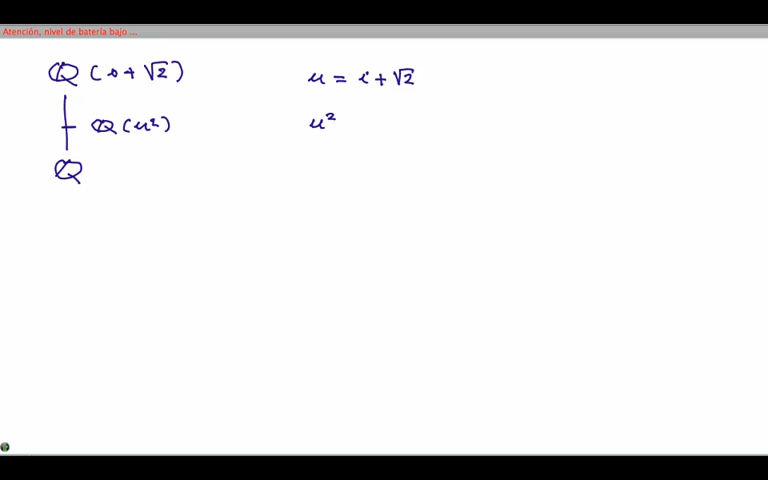 Atención, nivel de batería bajo ...
ℚ (i + √2) u = i + √2
ℚ (u²) u²
ℚ